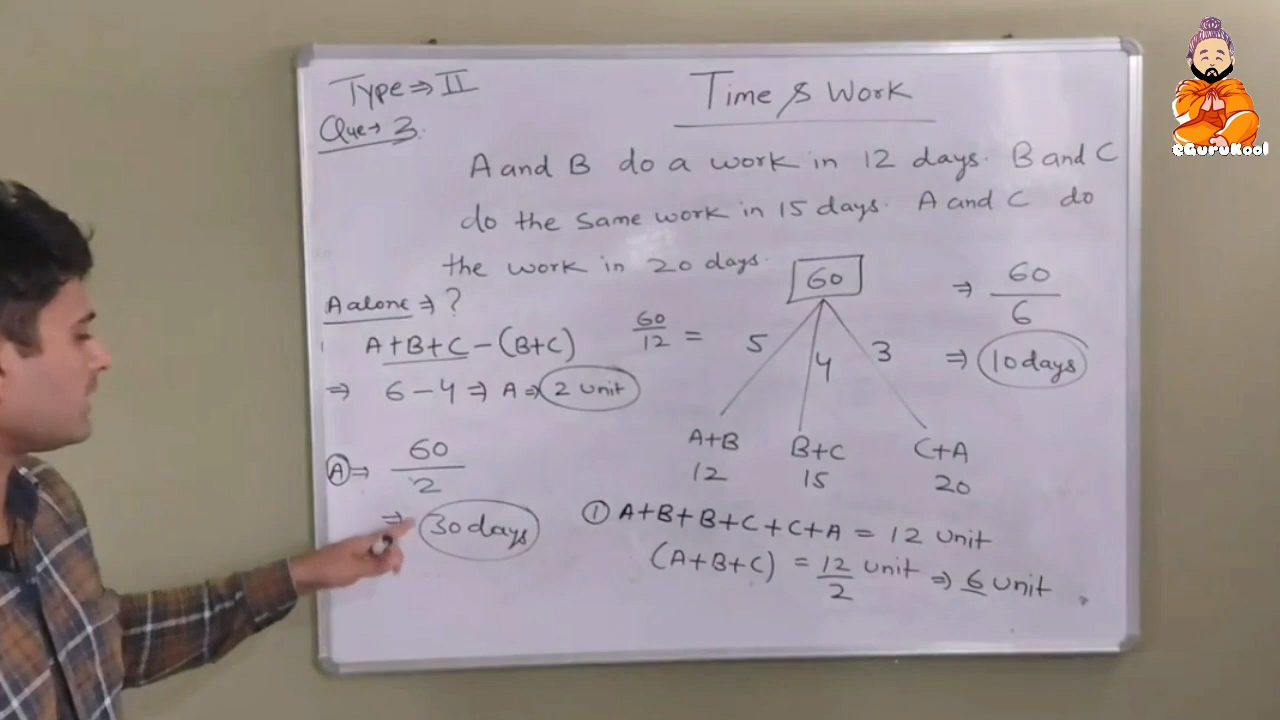 Type ⇒ II
Time & Work
Que → 3.
A and B do a work in 12 days. B and C
do the same work in 15 days. A and C do
the work in 20 days.
A alone ⇒ ?
A+B+C - (B+C)
⇒ 6 - 4 ⇒ A ⇒ 2 unit
A ⇒ 60
2
⇒ 30 days
60
60
12 = 5 4 3
A+B B+C C+A
12 15 20
⇒ 60
6
⇒ 10 days
① A+B+B+C+C+A = 12 unit
(A+B+C) = 12 unit ⇒ 6 unit
2
eGuruKool